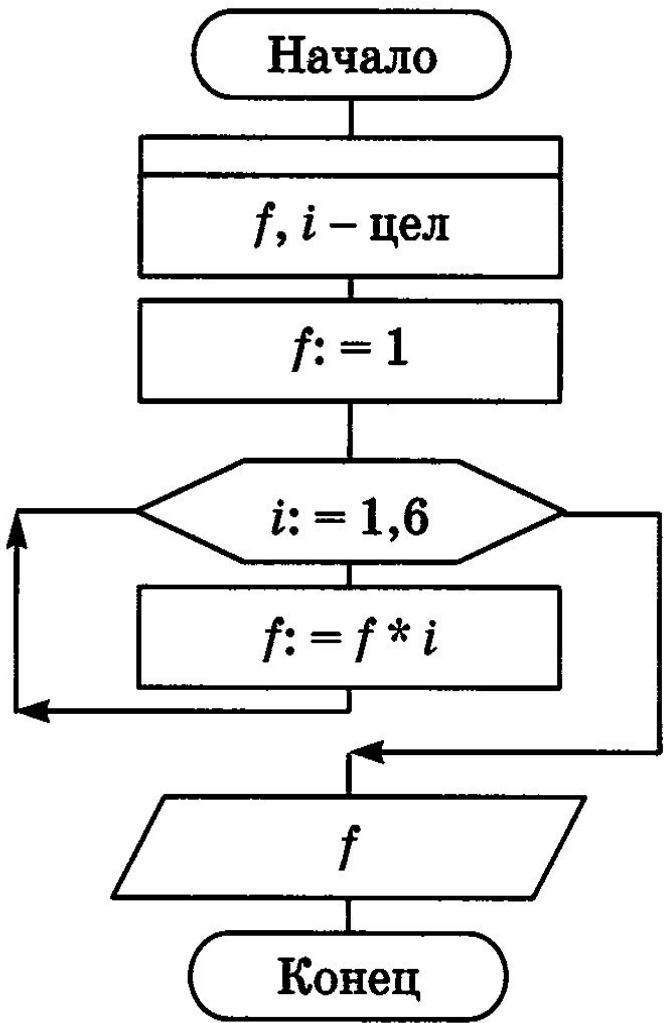 Начало
f, i – цел
f: = 1
i: = 1,6
f: = f * i
f
Конец